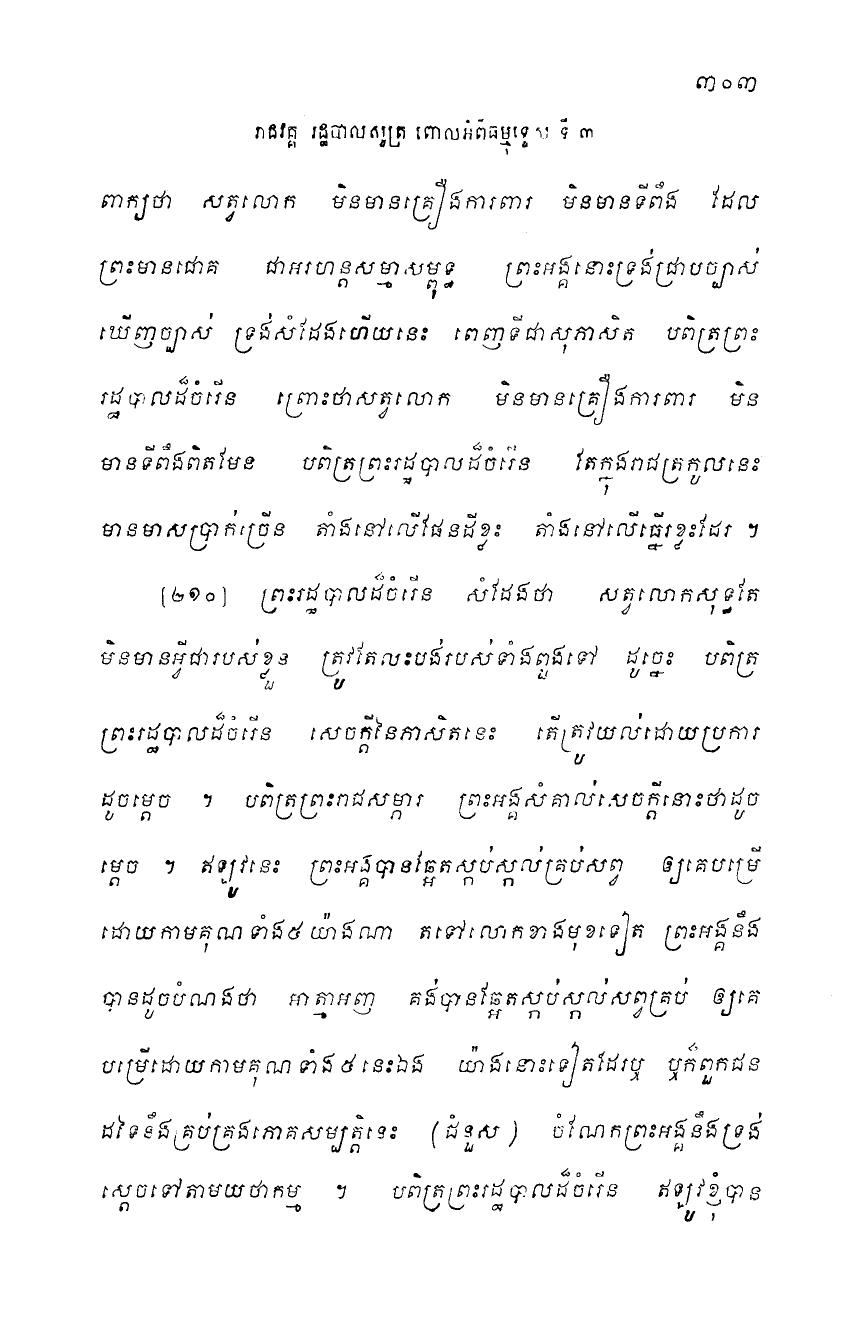 ៣០៣
រាជវគ្គ រដ្ឋបាលសូត្រ ពោលអំពីធម្មុទ្ទេស ទី ៣
ពាក្យថា សត្វលោក មិនមានគ្រឿងការពារ មិនមានទីពឹង ដែល
ព្រះមានជោគ ជាអរហន្តសម្មាសម្ពុទ្ធ ព្រះអង្គនោះទ្រង់ជ្រាបច្បាស់
ឃើញច្បាស់ ទ្រង់សំដែងហើយនេះ ពេញទីជាសុភាសិត បពិត្រព្រះ
រដ្ឋបាលដ៏ចំរើន ព្រោះថាសត្វលោក មិនមានគ្រឿងការពារ មិន
មានទីពឹងពិតមែន បពិត្រព្រះរដ្ឋបាលដ៏ចំរើន តែក្នុងរាជត្រកូលនេះ
មានមាសប្រាក់ច្រើន តាំងនៅលើផែនដីខ្លះ តាំងនៅលើធ្នើរខ្លះដែរ ។
[២១០] ព្រះរដ្ឋបាលដ៏ចំរើន សំដែងថា សត្វលោកសុទ្ធតែ
មិនមានអ្វីជារបស់ខ្លួន ត្រូវតែលះបង់របស់ទាំងពួងទៅ ដូច្នេះ បពិត្រ
ព្រះរដ្ឋបាលដ៏ចំរើន សេចក្តីនៃភាសិតនេះ តើត្រូវយល់ដោយប្រការ
ដូចម្តេច ។ បពិត្រព្រះរាជសម្ភារ ព្រះអង្គសំគាល់សេចក្តីនោះថាដូច
ម្តេច ។ ឥឡូវនេះ ព្រះអង្គបានឆ្អែតស្កប់ស្កល់គ្រប់សព្វ ឲ្យគេបម្រើ
ដោយកាមគុណទាំង៥យ៉ាងណា តទៅលោកខាងមុខទៀត ព្រះអង្គនឹង
បានដូចបំណងថា អាត្មាអញ គង់បានឆ្អែតស្កប់ស្កល់សព្វគ្រប់ ឲ្យគេ
បម្រើដោយកាមគុណទាំង៥នេះឯង យ៉ាងនោះទៀតដែរឬ ឬក៏ពួកជន
ដទៃនឹងគ្រប់គ្រងភោគសម្បត្តិនេះ (ជំនួស) ចំណែកព្រះអង្គនឹងទ្រង់
ស្តេចទៅតាមយថាកម្ម ។ បពិត្រព្រះរដ្ឋបាលដ៏ចំរើន ឥឡូវខ្ញុំបាន